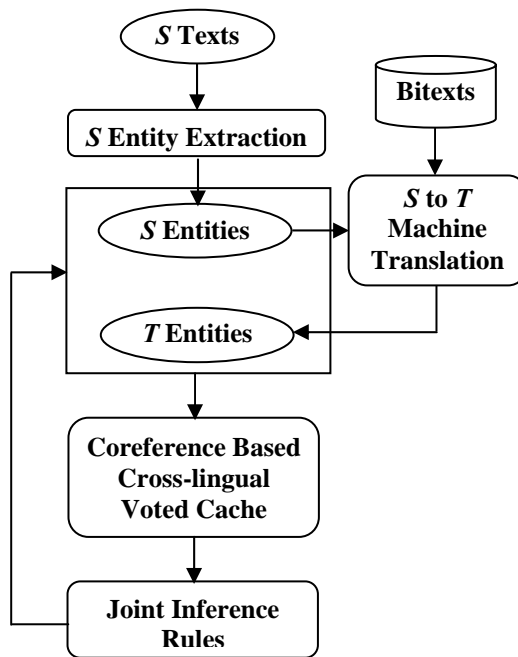 S Texts
Bitexts
S Entity Extraction
S to T
Machine
Translation
S Entities
T Entities
Coreference Based
Cross-lingual
Voted Cache
Joint Inference
Rules